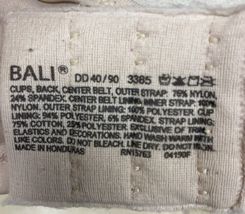 BALI® DD 40/90 3385
CUPS, BACK, CENTER BELT, OUTER STRAP: 76% NYLON,
24% SPANDEX. CENTER BELT LINING: INNER STRAP: 100%
NYLON. OUTER LINING: 100% POLYESTER. CUP
LINING: 94% POLYESTER, 6% SPANDEX. STRAPS:
75% COTTON, 25% POLYESTER. EXCLUSIVE OF TRIM,
ELASTICS AND DECORATIONS. HAND WASH WARM WITH
LIKE COLORS. DO NOT BLEACH. LINE DRY. DO NOT IRON.
MADE IN HONDURAS RN15763 04190F